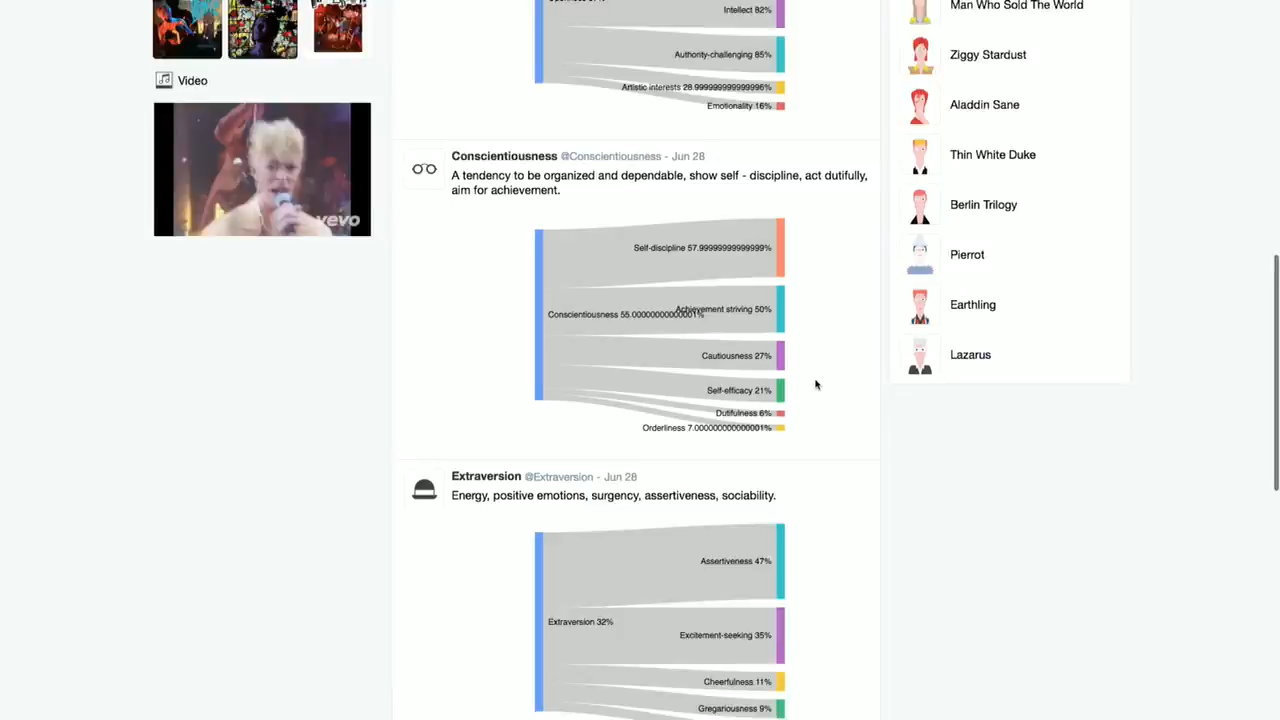 Intellect 82%
Authority-challenging 85%
Artistic interests 28.999999999999996%
Emotionality 16%
Video
vevo
Conscientiousness @Conscientiousness - Jun 28
A tendency to be organized and dependable, show self - discipline, act dutifully,
aim for achievement.
Self-discipline 57.99999999999999%
Achievement striving 50%
Conscientiousness 55.00000000000001%
Cautiousness 27%
Self-efficacy 21%
Dutifulness 6%
Orderliness 7.000000000000001%
Extraversion @Extraversion - Jun 28
Energy, positive emotions, surgency, assertiveness, sociability.
Assertiveness 47%
Extraversion 32%
Excitement-seeking 35%
Cheerfulness 11%
Gregariousness 9%
Man Who Sold The World
Ziggy Stardust
Aladdin Sane
Thin White Duke
Berlin Trilogy
Pierrot
Earthling
Lazarus